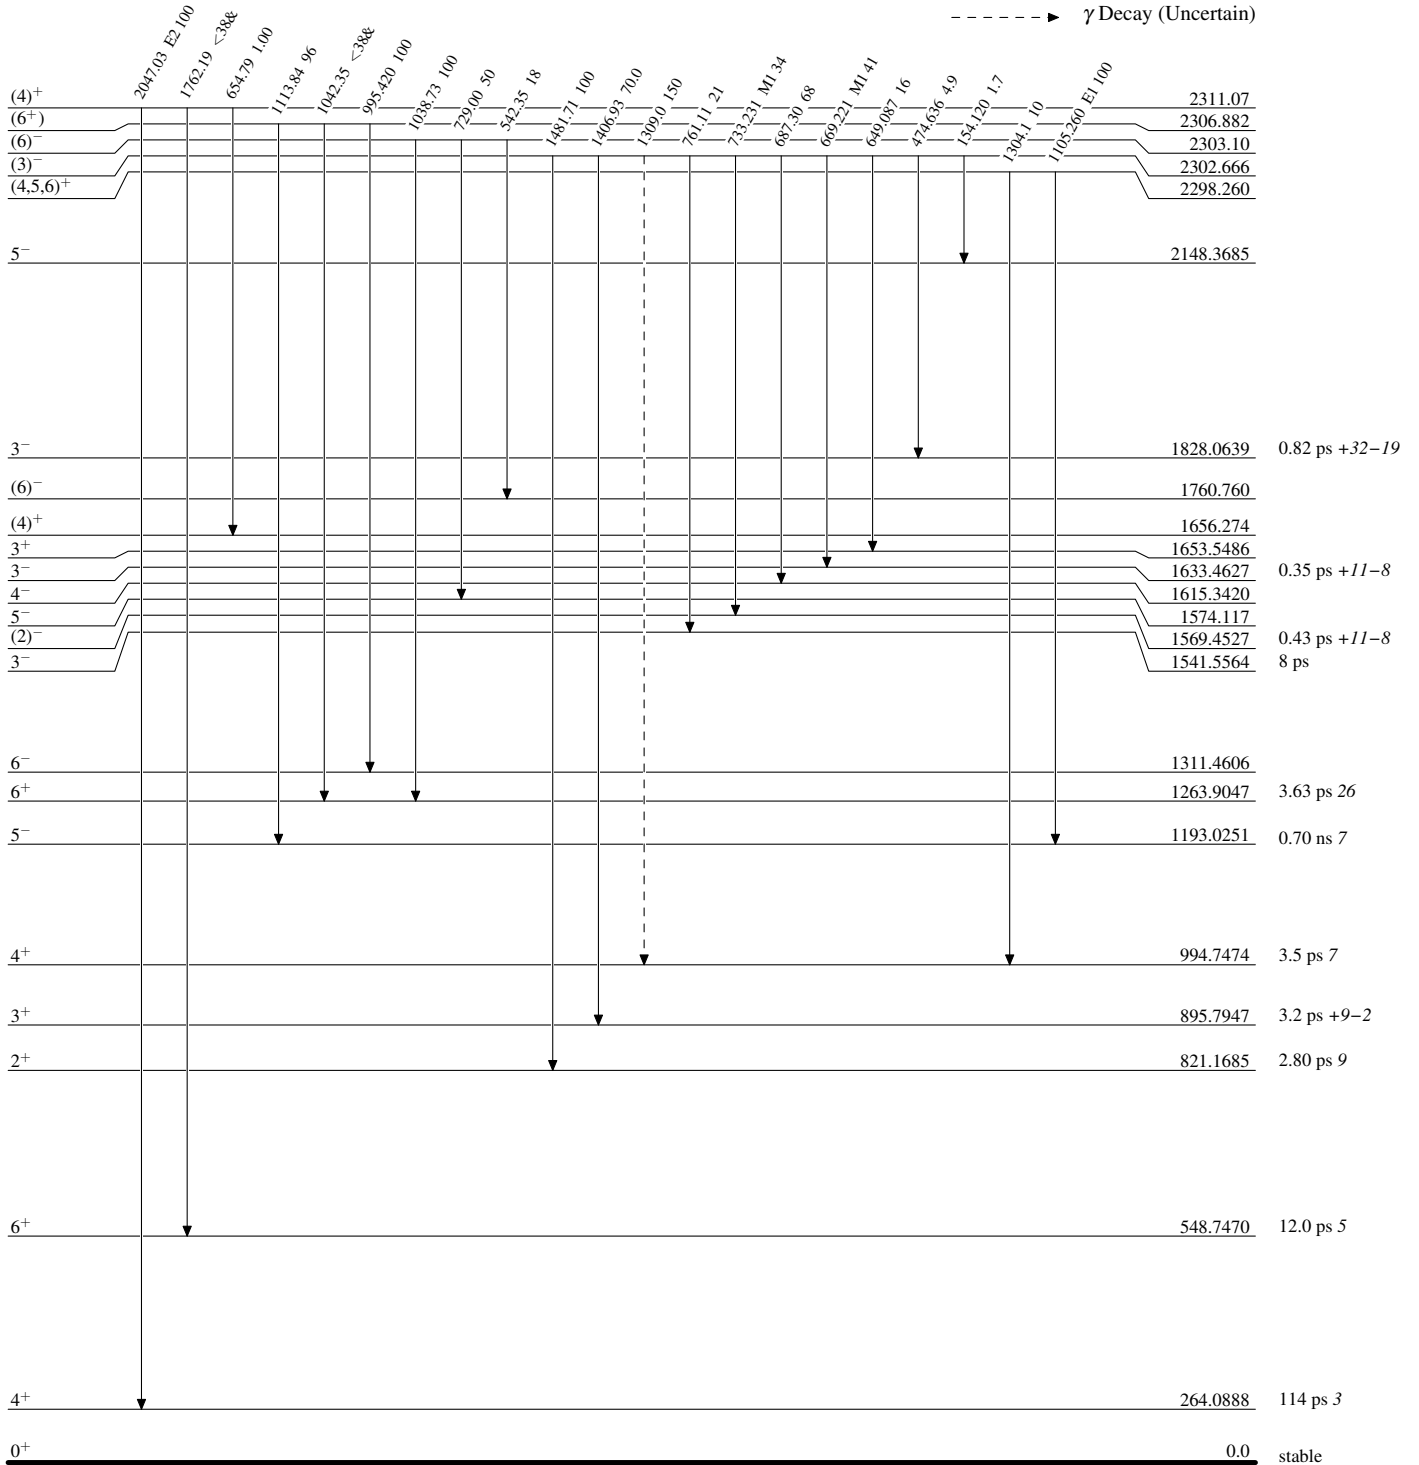 γ Decay (Uncertain)
2047.03 E2 100
1762.19 <38&
654.79 1.00
1113.84 96
1042.35 <38&
995.420 100
1038.73 100
729.00 50
542.35 18
1481.71 100
1406.93 70.0
1309.0 150
761.11 21
733.231 M1 34
687.30 68
669.221 M1 41
649.087 16
474.636 4.9
154.120 1.7
1304.1 10
1105.260 E1 100
(4)⁺ 2311.07
(6⁺) 2306.882
(6)⁻ 2303.10
(3)⁻ 2302.666
(4,5,6)⁺ 2298.260
5⁻ 2148.3685
3⁻ 1828.0639 0.82 ps +32−19
(6)⁻ 1760.760
(4)⁺ 1656.274
3⁺ 1653.5486
3⁻ 1633.4627 0.35 ps +11−8
4⁻ 1615.3420
5⁻ 1574.117
(2)⁻ 1569.4527 0.43 ps +11−8
3⁻ 1541.5564 8 ps
6⁻ 1311.4606
6⁺ 1263.9047 3.63 ps 26
5⁻ 1193.0251 0.70 ns 7
4⁺ 994.7474 3.5 ps 7
3⁺ 895.7947 3.2 ps +9−2
2⁺ 821.1685 2.80 ps 9
6⁺ 548.7470 12.0 ps 5
4⁺ 264.0888 114 ps 3
0⁺ 0.0 stable